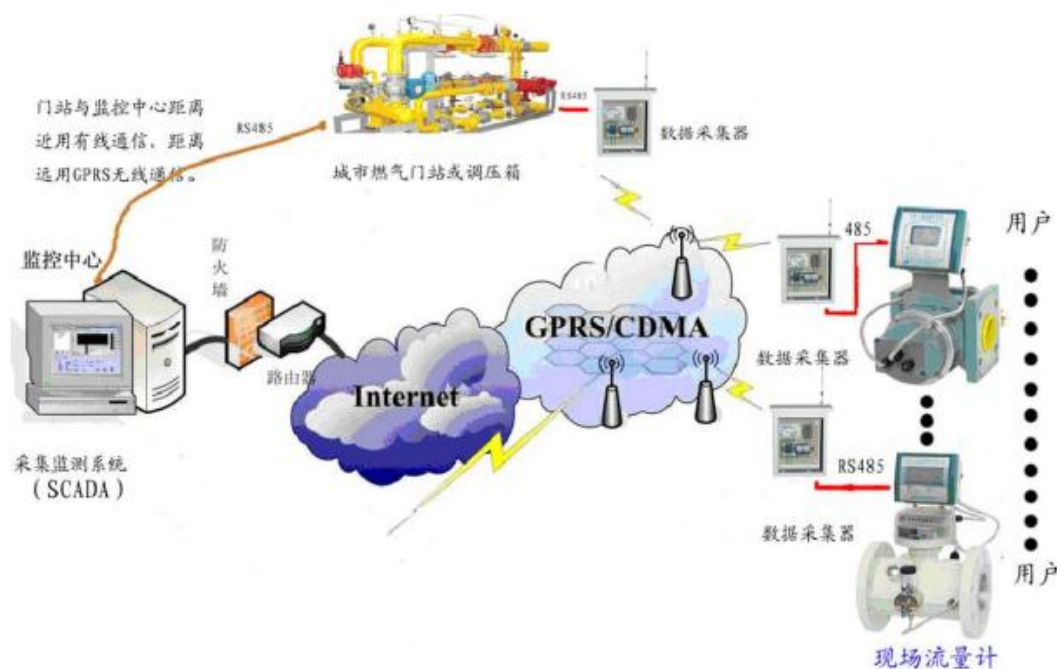 门站与监控中心距离
近用有线通信，距离
远用GPRS无线通信。
RS485
RS485
数据采集器
城市燃气门站或调压箱
监控中心
防火墙
路由器
采集监测系统
（SCADA）
Internet
GPRS/CDMA
485
用户
数据采集器
RS485
数据采集器
用户
现场流量计